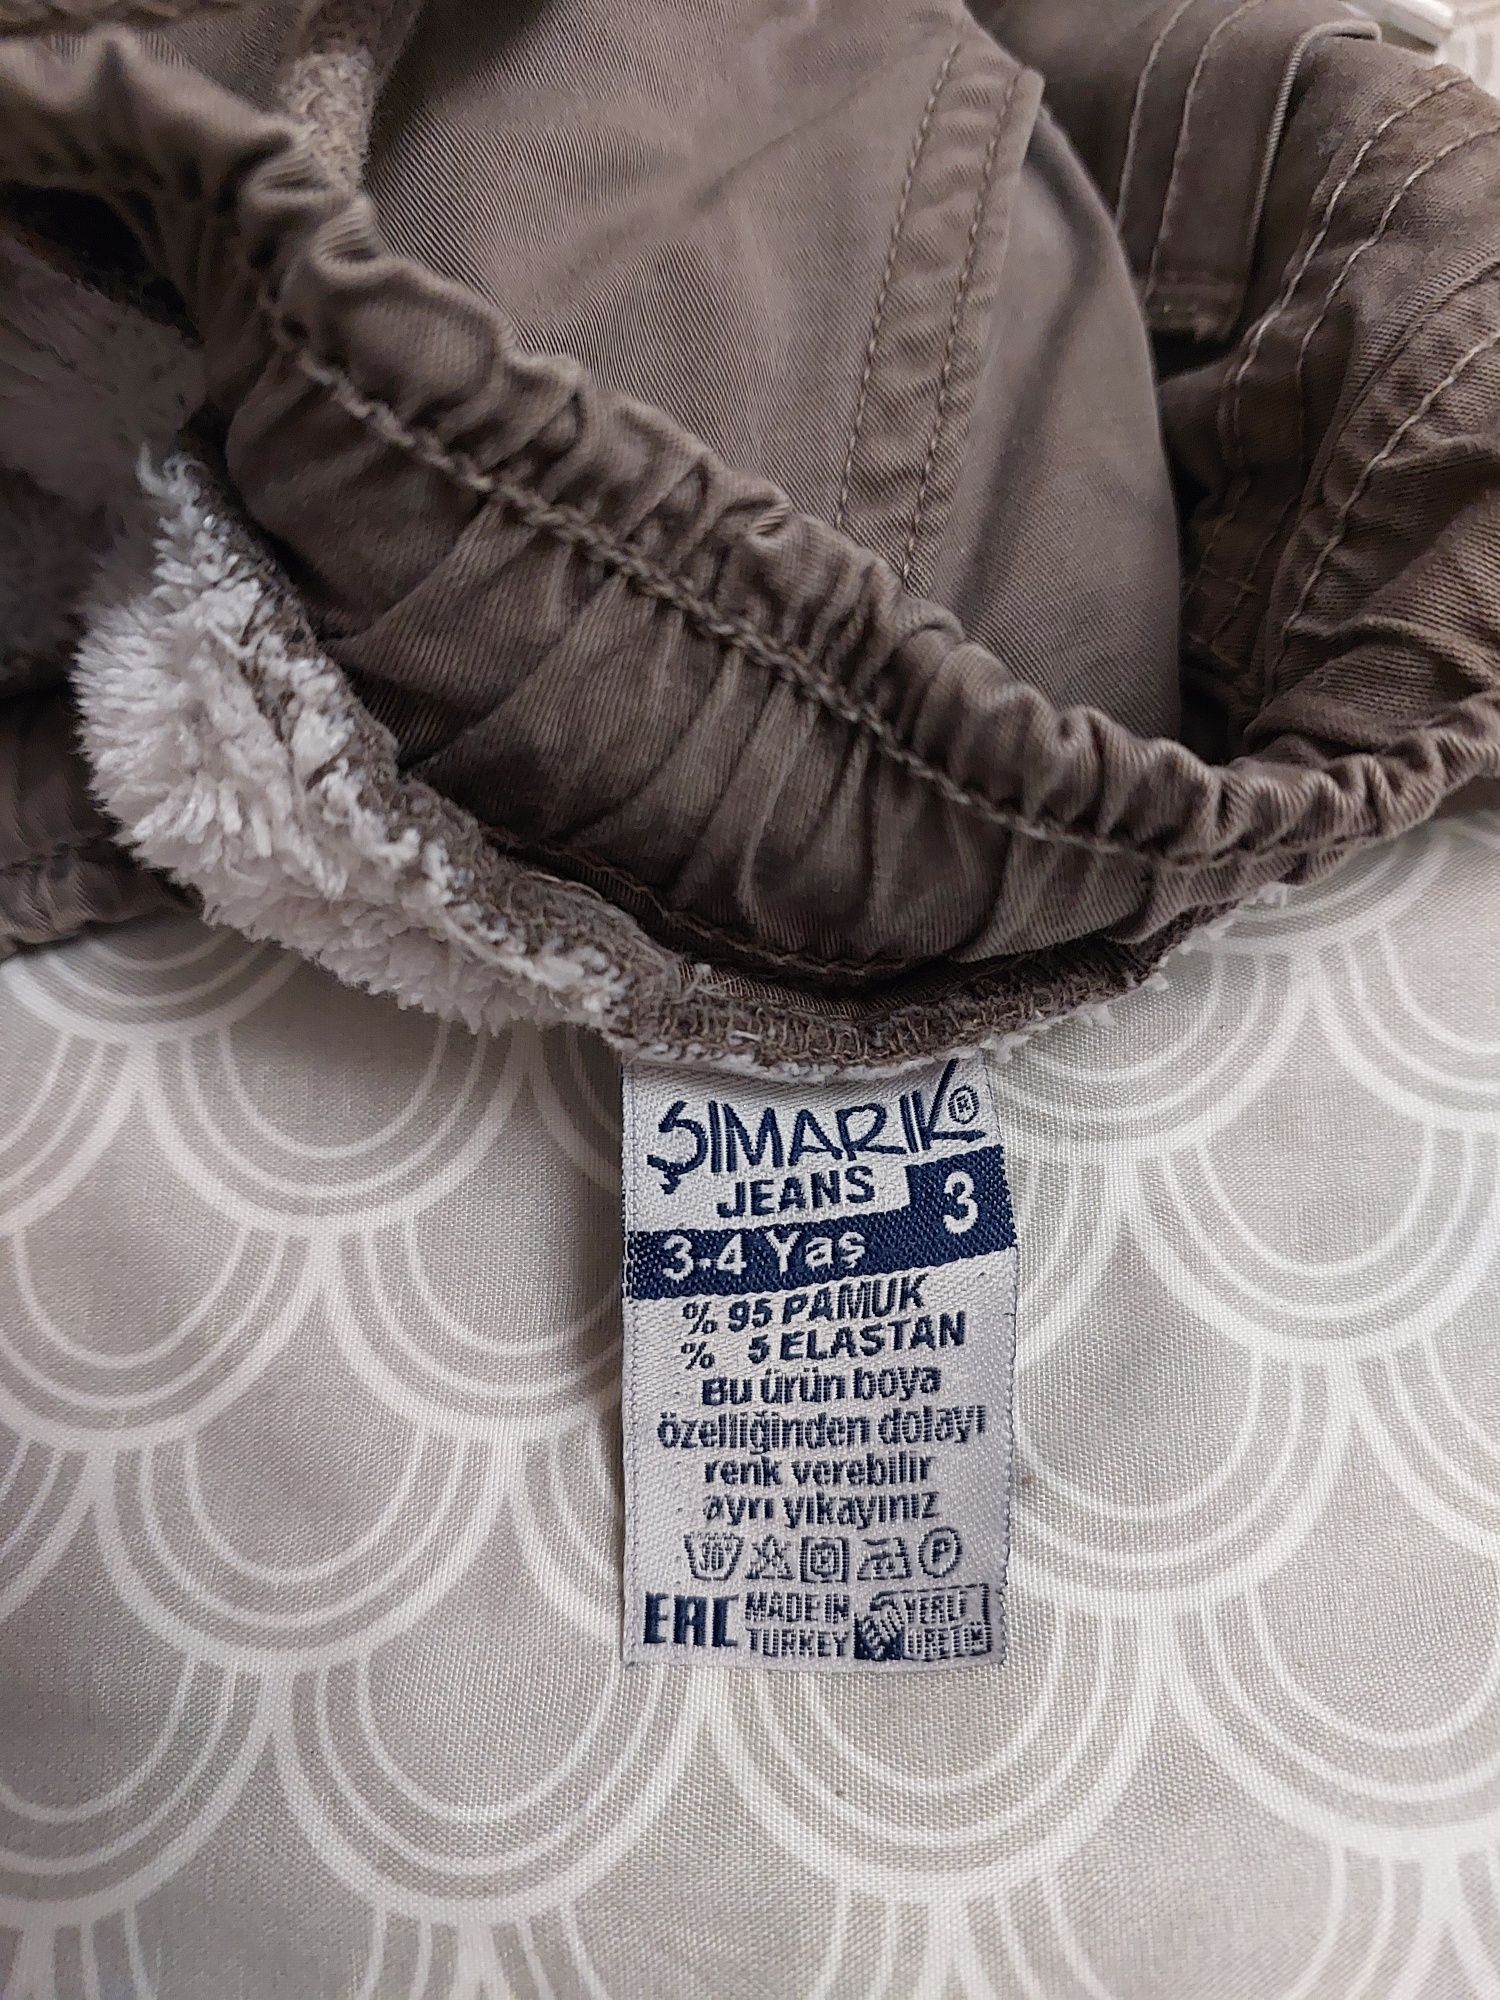 ŞIMARIK ®
JEANS 3
3-4 Yaş
% 95 PAMUK
% 5 ELASTAN
Bu ürün boya
özelliğinden dolayı
renk verebilir
ayrı yıkayınız
30° P
EAC MADE IN TURKEY YERLİ ÜRETİM